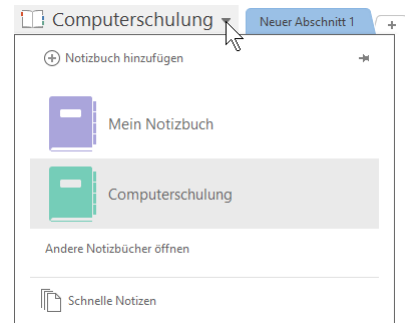 Computerschulung
Neuer Abschnitt 1
Notizbuch hinzufügen
Mein Notizbuch
Computerschulung
Andere Notizbücher öffnen
Schnelle Notizen